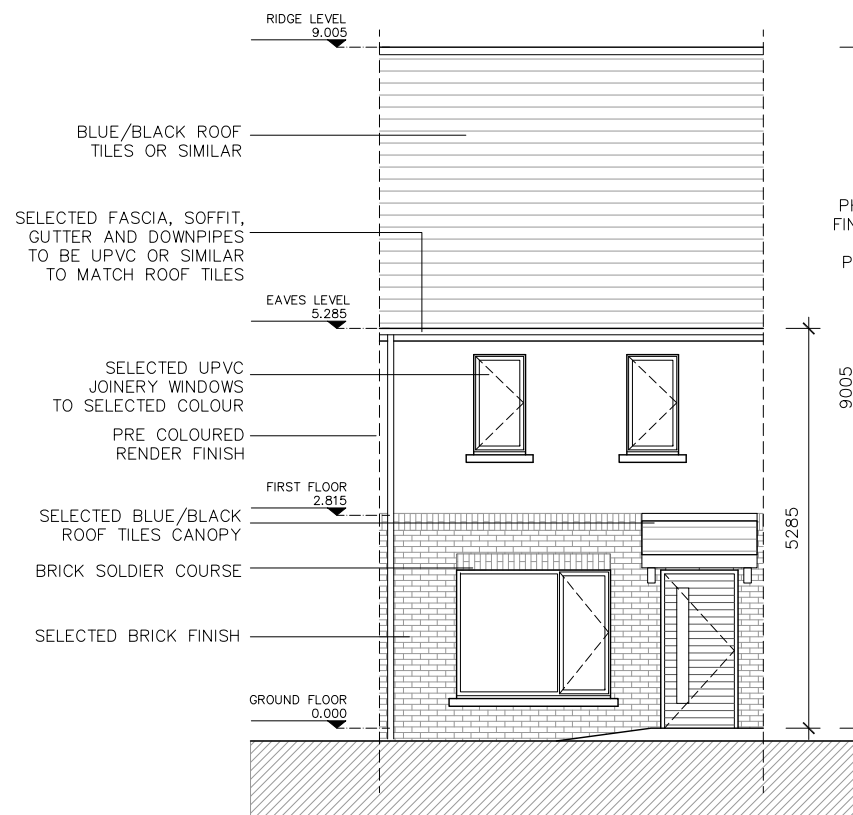 RIDGE LEVEL
9.005
BLUE/BLACK ROOF
TILES OR SIMILAR
SELECTED FASCIA, SOFFIT,
GUTTER AND DOWNPIPES
TO BE UPVC OR SIMILAR
TO MATCH ROOF TILES
EAVES LEVEL
5.285
SELECTED UPVC
JOINERY WINDOWS
TO SELECTED COLOUR
PRE COLOURED
RENDER FINISH
FIRST FLOOR
2.815
SELECTED BLUE/BLACK
ROOF TILES CANOPY
BRICK SOLDIER COURSE
SELECTED BRICK FINISH
GROUND FLOOR
0.000
5285
9005